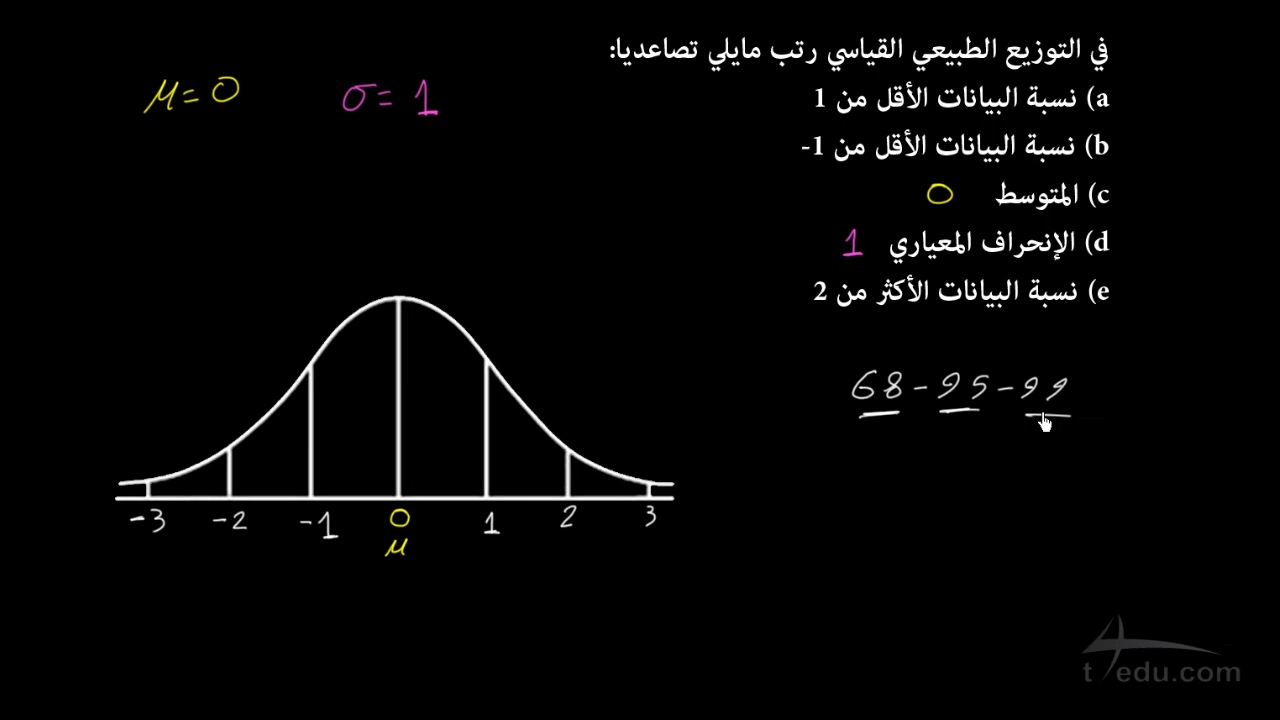 في التوزيع الطبيعي القياسي رتب مايلي تصاعديا:
a) نسبة البيانات الأقل من 1
b) نسبة البيانات الأقل من 1-
c) المتوسط 0
d) الإنحراف المعياري 1
e) نسبة البيانات الأكثر من 2
μ = 0 σ = 1
68 - 95 - 99
-3 -2 -1 0 1 2 3
μ
t4edu.com